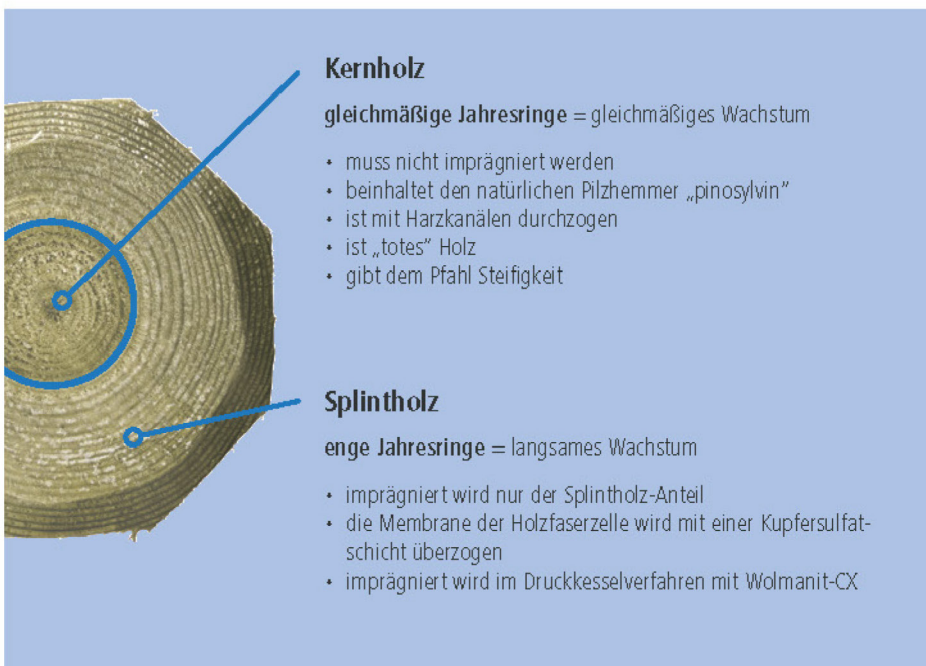 Kernholz
gleichmäßige Jahresringe = gleichmäßiges Wachstum
• muss nicht imprägniert werden
• beinhaltet den natürlichen Pilzhemmer „pinosylvin"
• ist mit Harzkanälen durchzogen
• ist „totes" Holz
• gibt dem Pfahl Steifigkeit
Splintholz
enge Jahresringe = langsames Wachstum
• imprägniert wird nur der Splintholz-Anteil
• die Membrane der Holzfaserzelle wird mit einer Kupfersulfat-
schicht überzogen
• imprägniert wird im Druckkesselverfahren mit Wolmanit-CX